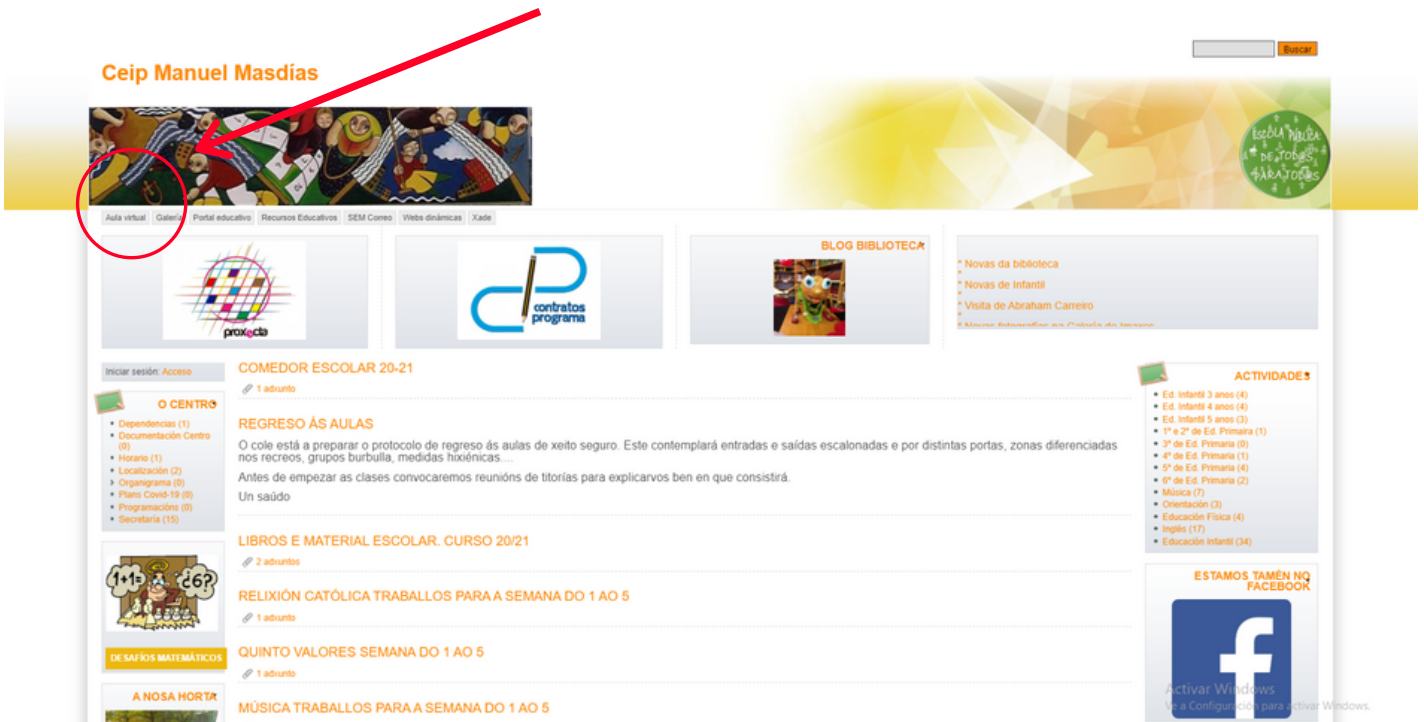 Buscar
Ceip Manuel Masdías
ESCOLA PÚBLICA
DE TOD@S
PARA TOD@S
Aula virtual Galería Portal educativo Recursos Educativos SEM Correo Webs dinámicas Xade
proxecta
contratos
programa
BLOG BIBLIOTECA
* Novas da biblioteca
*
* Novas de Infantil
*
* Visita de Abraham Carreiro
*
* Novas fotografías na Galería de Imaxes
Iniciar sesión: Acceso
O CENTRO
Dependencias (1)
Documentación Centro
(0)
Horario (1)
Localización (2)
Organigrama (0)
Plans Covid-19 (0)
Programacións (0)
Secretaría (15)
1+1= ¿6?
DESAFÍOS MATEMÁTICOS
A NOSA HORTA
COMEDOR ESCOLAR 20-21
1 adxunto
REGRESO ÁS AULAS
O cole está a preparar o protocolo de regreso ás aulas de xeito seguro. Este contemplará entradas e saídas escalonadas e por distintas portas, zonas diferenciadas
nos recreos, grupos burbulla, medidas hixiénicas....
Antes de empezar as clases convocaremos reunións de titorías para explicarvos ben en que consistirá.
Un saúdo
LIBROS E MATERIAL ESCOLAR. CURSO 20/21
2 adxuntos
RELIXIÓN CATÓLICA TRABALLOS PARA A SEMANA DO 1 AO 5
1 adxunto
QUINTO VALORES SEMANA DO 1 AO 5
1 adxunto
MÚSICA TRABALLOS PARA A SEMANA DO 1 AO 5
ACTIVIDADES
Ed. Infantil 3 anos (4)
Ed. Infantil 4 anos (4)
Ed. Infantil 5 anos (3)
1º e 2º de Ed. Primaira (1)
3º de Ed. Primaria (0)
4º de Ed. Primaria (1)
5º de Ed. Primaria (4)
6º de Ed. Primaria (2)
Música (7)
Orientación (3)
Educación Física (4)
Inglés (17)
Educación Infantil (34)
ESTAMOS TAMÉN NO
FACEBOOK
f
Activar Windows
Ve a Configuración para activar Windows.